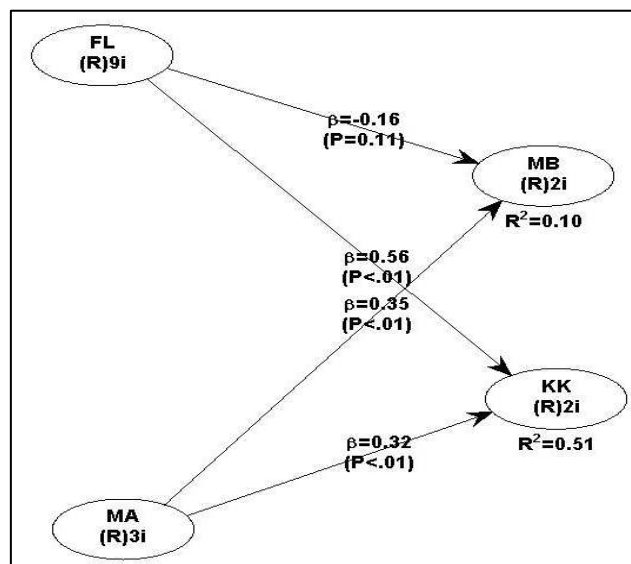 FL
(R)9i
β=-0.16
(P=0.11)
MB
(R)2i
R²=0.10
β=0.56
(P<.01)
β=0.35
(P<.01)
KK
(R)2i
R²=0.51
β=0.32
(P<.01)
MA
(R)3i